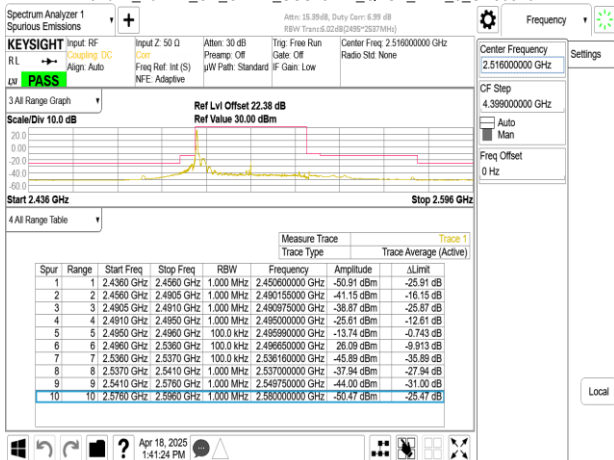 Spectrum Analyzer 1
Spurious Emissions
Attn: 15.39dB, Duty Corr: 6.99 dB
RBW Trans:6.02dB(2495*2537MHz)
Frequency
KEYSIGHT
RL
PASS
Input: RF
Coupling: DC
Align: Auto
Input Z: 50 Ω
Corr
Freq Ref: Int (S)
NFE: Adaptive
Atten: 30 dB
Preamp: Off
µW Path: Standard
Trig: Free Run
Gate: Off
IF Gain: Low
Center Freq: 2.516000000 GHz
Radio Std: None
Center Frequency
2.516000000 GHz
Settings
CF Step
4.399000000 GHz
Auto
Man
Freq Offset
0 Hz
3 All Range Graph
Scale/Div 10.0 dB
Ref Lvl Offset 22.38 dB
Ref Value 30.00 dBm
20.0
0.00
-20.0
-40.0
-60.0
Start 2.436 GHz
Stop 2.596 GHz
4 All Range Table
Measure Trace Trace 1
Trace Type Trace Average (Active)
Spur Range Start Freq Stop Freq RBW Frequency Amplitude ΔLimit
1 1 2.4360 GHz 2.4560 GHz 1.000 MHz 2.450600000 GHz -50.91 dBm -25.91 dB
2 2 2.4560 GHz 2.4905 GHz 1.000 MHz 2.490155000 GHz -41.15 dBm -16.15 dB
3 3 2.4905 GHz 2.4910 GHz 1.000 MHz 2.490975000 GHz -38.87 dBm -25.87 dB
4 4 2.4910 GHz 2.4950 GHz 1.000 MHz 2.495000000 GHz -25.61 dBm -12.61 dB
5 5 2.4950 GHz 2.4960 GHz 100.0 kHz 2.495990000 GHz -13.74 dBm -0.743 dB
6 6 2.4960 GHz 2.5360 GHz 100.0 kHz 2.496650000 GHz 26.09 dBm -9.913 dB
7 7 2.5360 GHz 2.5370 GHz 100.0 kHz 2.536160000 GHz -45.89 dBm -35.89 dB
8 8 2.5370 GHz 2.5410 GHz 1.000 MHz 2.537000000 GHz -37.94 dBm -27.94 dB
9 9 2.5410 GHz 2.5760 GHz 1.000 MHz 2.549750000 GHz -44.00 dBm -31.00 dB
10 10 2.5760 GHz 2.5960 GHz 1.000 MHz 2.580000000 GHz -50.47 dBm -25.47 dB
Local
Apr 18, 2025
1:41:24 PM